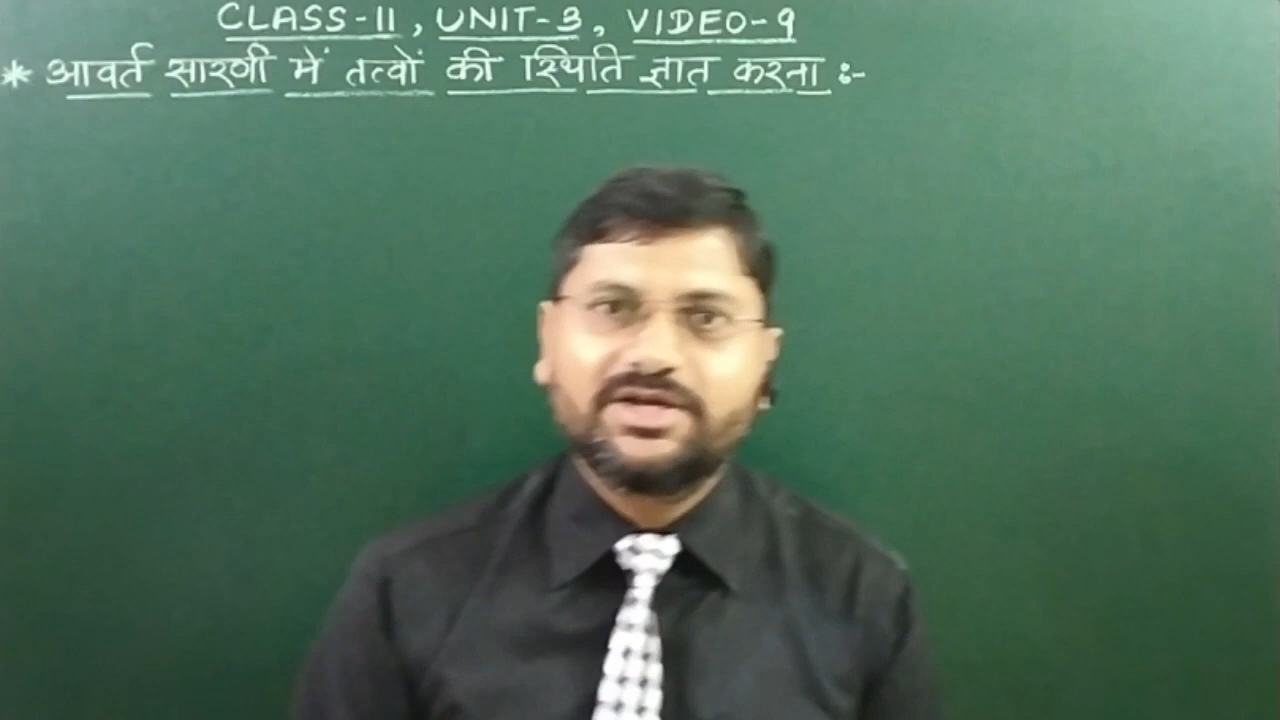 CLASS-11, UNIT-3, VIDEO-9
* आवर्त सारणी में तत्वों की स्थिति ज्ञात करना :-